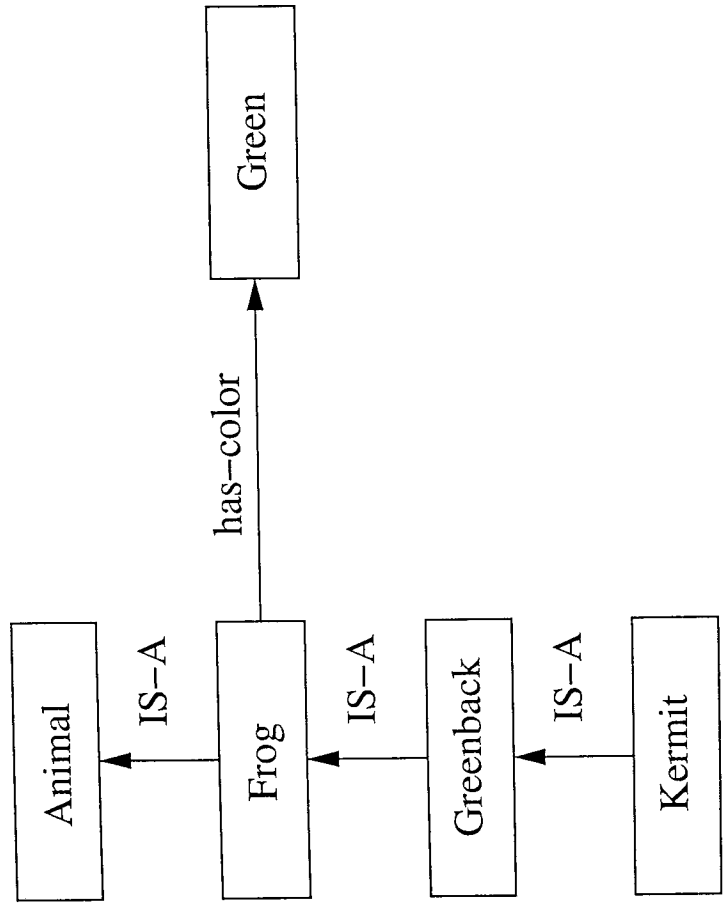 Animal
IS–A
Frog has–color Green
IS–A
Greenback
IS–A
Kermit